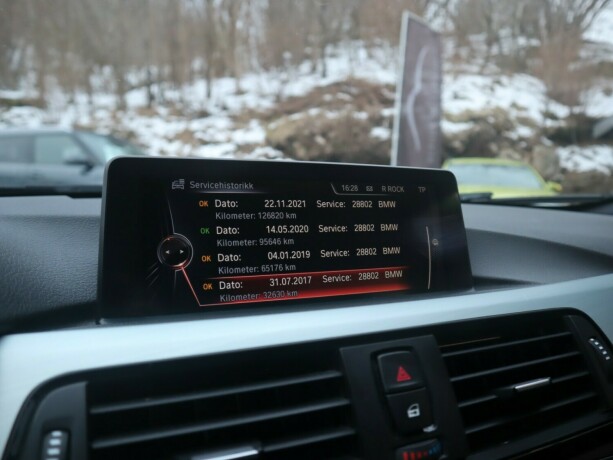 Servicehistorikk 16:28 R ROCK TP
OK Dato: 22.11.2021 Service: 28802 BMW
Kilometer: 126820 km
OK Dato: 14.05.2020 Service: 28802 BMW
Kilometer: 95646 km
OK Dato: 04.01.2019 Service: 28802 BMW
Kilometer: 65176 km
OK Dato: 31.07.2017 Service: 28802 BMW
Kilometer: 32630 km